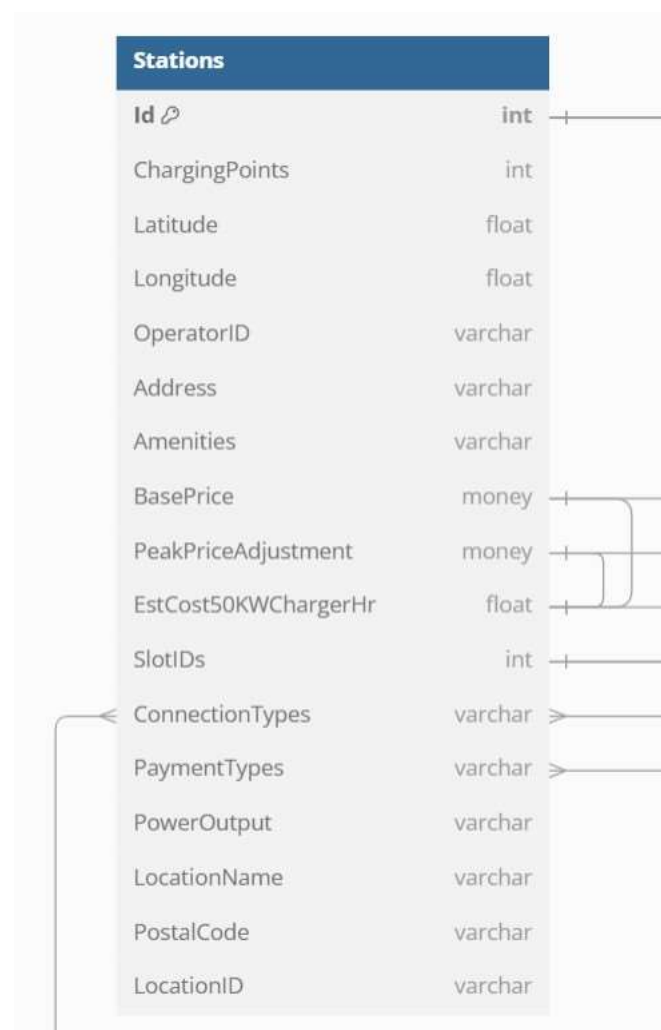 Stations
Id int
ChargingPoints int
Latitude float
Longitude float
OperatorID varchar
Address varchar
Amenities varchar
BasePrice money
PeakPriceAdjustment money
EstCost50KWChargerHr float
SlotIDs int
ConnectionTypes varchar
PaymentTypes varchar
PowerOutput varchar
LocationName varchar
PostalCode varchar
LocationID varchar